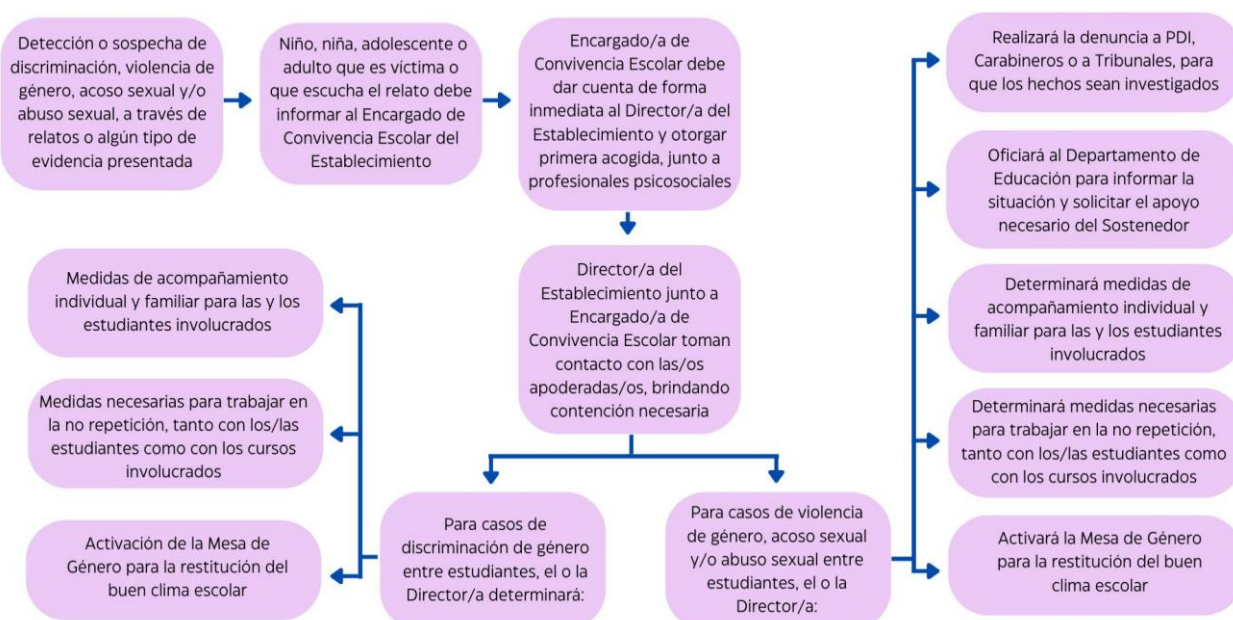 Detección o sospecha de
discriminación, violencia de
género, acoso sexual y/o
abuso sexual, a través de
relatos o algún tipo de
evidencia presentada
Niño, niña, adolescente o
adulto que es víctima o
que escucha el relato debe
informar al Encargado de
Convivencia Escolar del
Establecimiento
Encargado/a de
Convivencia Escolar debe
dar cuenta de forma
inmediata al Director/a del
Establecimiento y otorgar
primera acogida, junto a
profesionales psicosociales
Director/a del
Establecimiento junto a
Encargado/a de
Convivencia Escolar toman
contacto con las/os
apoderadas/os, brindando
contención necesaria
Para casos de
discriminación de género
entre estudiantes, el o la
Director/a determinará:
Medidas de acompañamiento
individual y familiar para las y los
estudiantes involucrados
Medidas necesarias para trabajar en
la no repetición, tanto con los/las
estudiantes como con los cursos
involucrados
Activación de la Mesa de
Género para la restitución del
buen clima escolar
Para casos de violencia
de género, acoso sexual
y/o abuso sexual entre
estudiantes, el o la
Director/a:
Realizará la denuncia a PDI,
Carabineros o a Tribunales, para
que los hechos sean investigados
Oficiará al Departamento de
Educación para informar la
situación y solicitar el apoyo
necesario del Sostenedor
Determinará medidas de
acompañamiento individual y
familiar para las y los estudiantes
involucrados
Determinará medidas necesarias
para trabajar en la no repetición,
tanto con los/las estudiantes como
con los cursos involucrados
Activará la Mesa de Género
para la restitución del buen
clima escolar